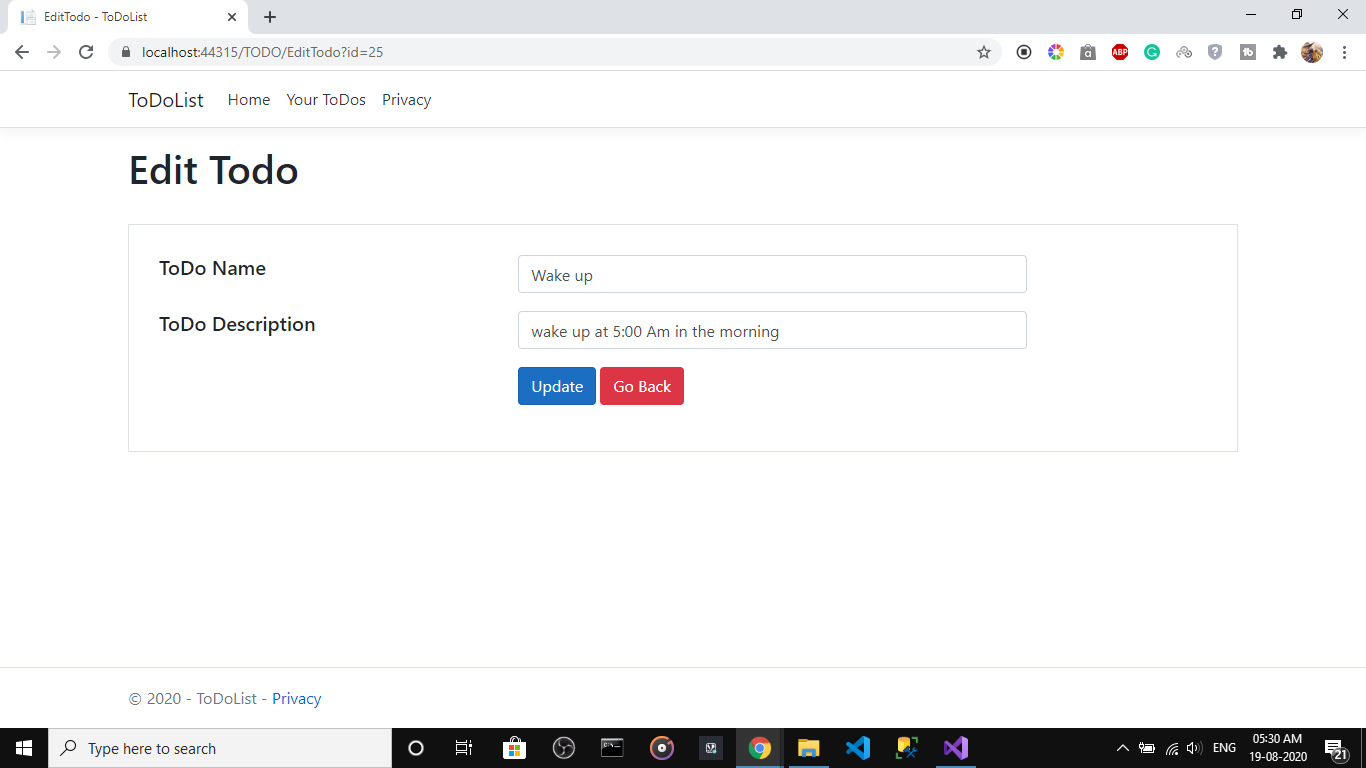 EditTodo - ToDoList
localhost:44315/TODO/EditTodo?id=25
ABP
ToDoList Home Your ToDos Privacy
Edit Todo
ToDo Name
Wake up
ToDo Description
wake up at 5:00 Am in the morning
Update Go Back
© 2020 - ToDoList - Privacy
Type here to search
ENG
05:30 AM
19-08-2020
21